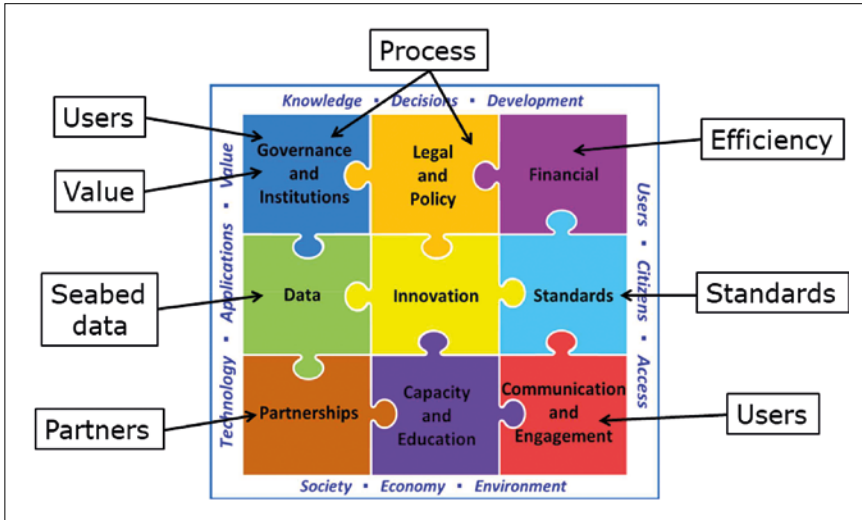 Process
Knowledge ▪ Decisions ▪ Development
Users
Value
Seabed
data
Partners
Technology ▪ Applications ▪ Value
Governance
and
Institutions
Legal
and
Policy
Financial
Data
Innovation
Standards
Partnerships
Capacity
and
Education
Communication
and
Engagement
Users ▪ Citizens ▪ Access
Efficiency
Standards
Users
Society ▪ Economy ▪ Environment